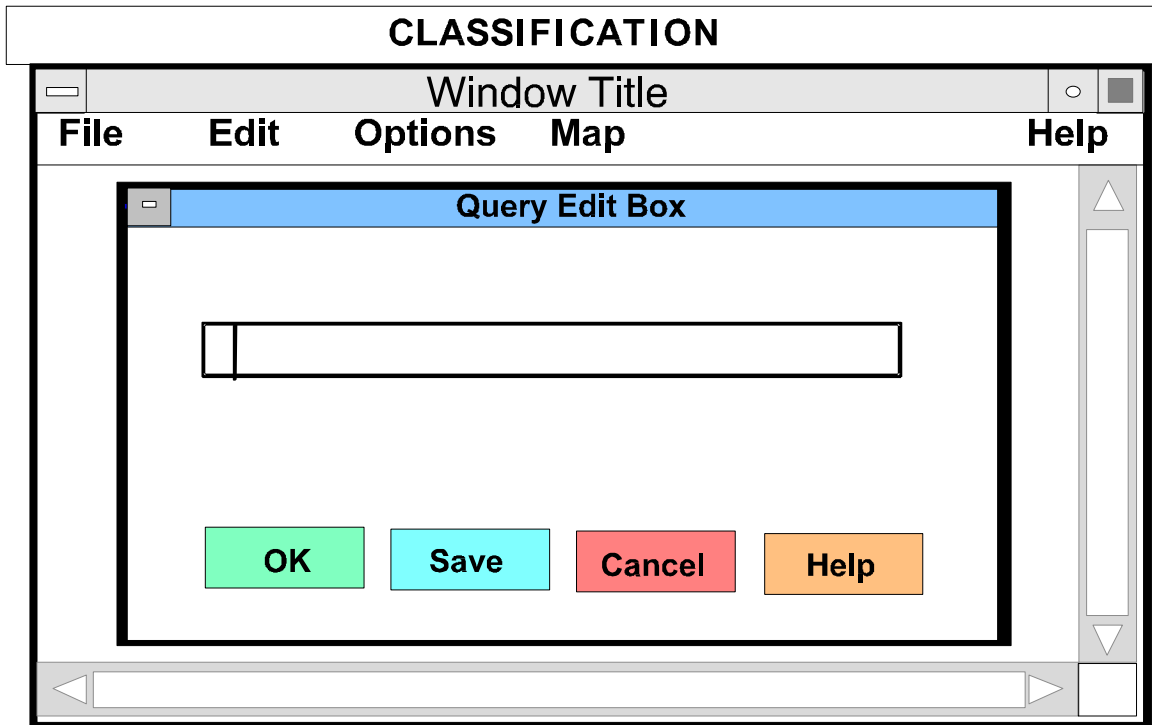 CLASSIFICATION
Window Title
File Edit Options Map Help
Query Edit Box
OK Save Cancel Help